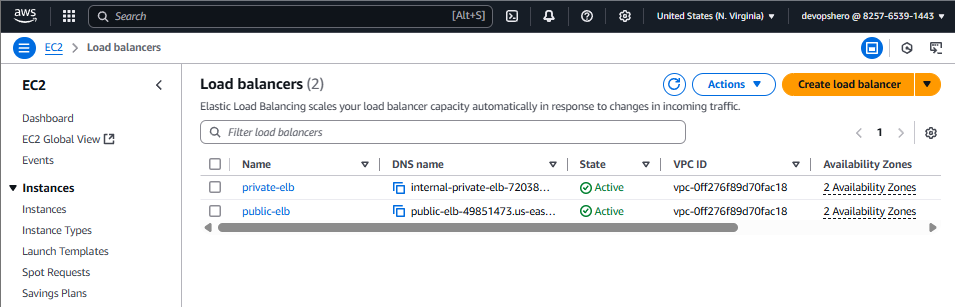 aws Search [Alt+S] United States (N. Virginia) devopshero @ 8257-6539-1443
EC2 Load balancers
EC2
Dashboard
EC2 Global View
Events
Instances
Instances
Instance Types
Launch Templates
Spot Requests
Savings Plans
Load balancers (2)
Actions
Create load balancer
Elastic Load Balancing scales your load balancer capacity automatically in response to changes in incoming traffic.
Filter load balancers
1
Name DNS name State VPC ID Availability Zones
private-elb internal-private-elb-72038... Active vpc-0ff276f89d70fac18 2 Availability Zones
public-elb public-elb-49851473.us-eas... Active vpc-0ff276f89d70fac18 2 Availability Zones